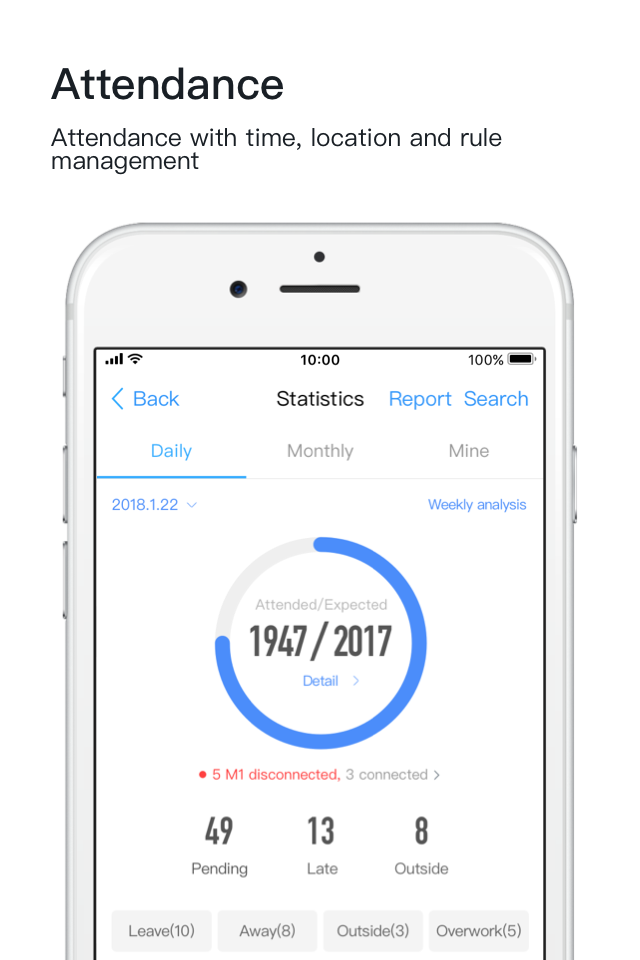 Attendance
Attendance with time, location and rule
management
10:00 100%
Back Statistics Report Search
Daily Monthly Mine
2018.1.22 Weekly analysis
Attended/Expected
1947/2017
Detail
5 M1 disconnected, 3 connected
49 13 8
Pending Late Outside
Leave(10) Away(8) Outside(3) Overwork(5)